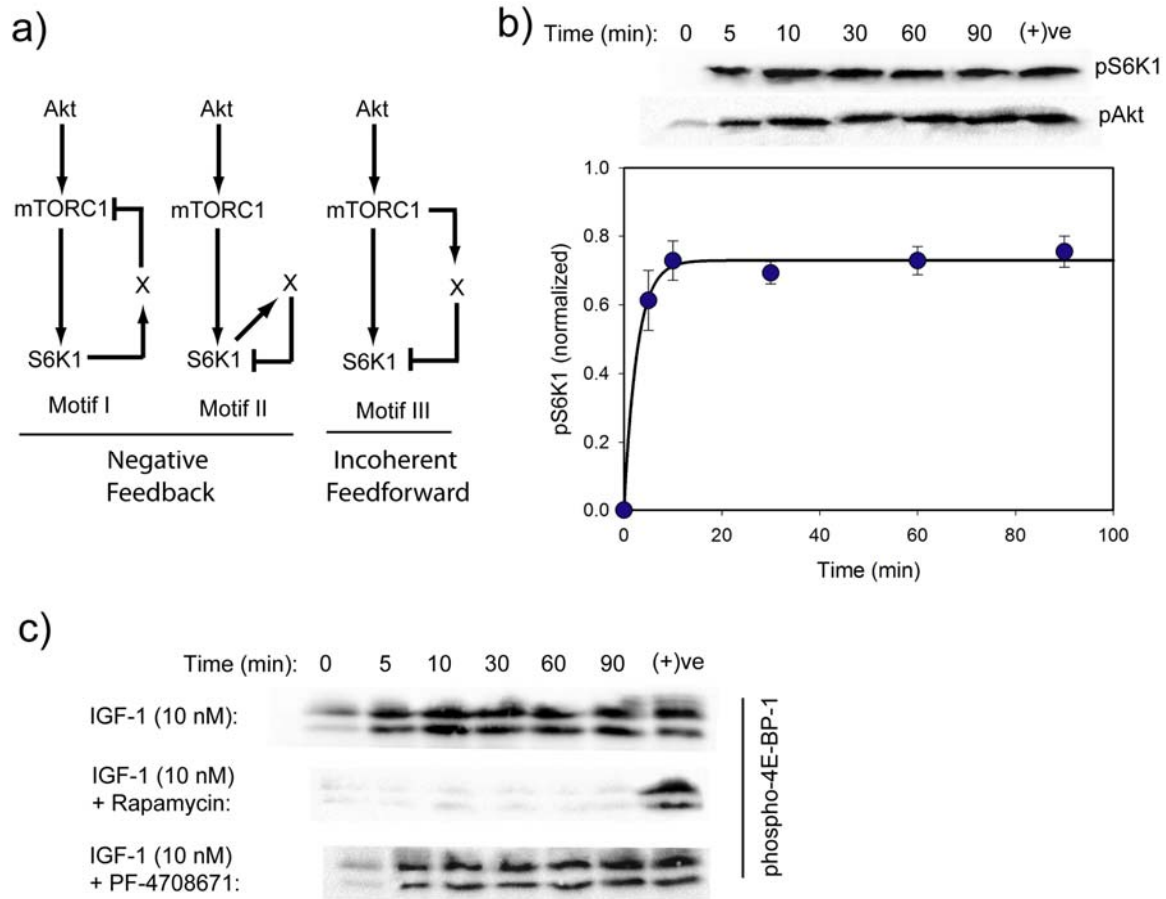 a)
Akt
Akt
Akt
mTORC1
mTORC1
mTORC1
X
X
X
S6K1
S6K1
S6K1
Motif I
Motif II
Motif III
Negative
Feedback
Incoherent
Feedforward
b)
Time (min): 0 5 10 30 60 90 (+)ve
pS6K1
pAkt
1.0
0.8
0.6
0.4
0.2
0.0
pS6K1 (normalized)
0 20 40 60 80 100
Time (min)
c)
Time (min): 0 5 10 30 60 90 (+)ve
IGF-1 (10 nM):
IGF-1 (10 nM)
+ Rapamycin:
IGF-1 (10 nM)
+ PF-4708671:
phospho-4E-BP-1